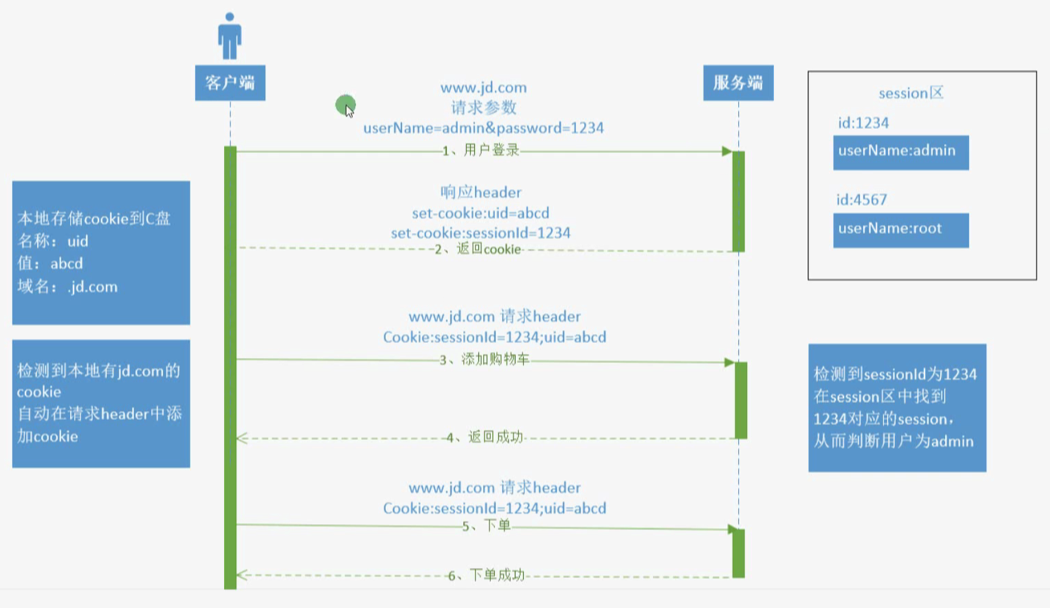 客户端
服务端
www.jd.com
请求参数
userName=admin&password=1234
1、用户登录
响应header
set-cookie:uid=abcd
set-cookie:sessionId=1234
2、返回cookie
www.jd.com 请求header
Cookie:sessionId=1234;uid=abcd
3、添加购物车
4、返回成功
www.jd.com 请求header
Cookie:sessionId=1234;uid=abcd
5、下单
6、下单成功
本地存储cookie到C盘
名称：uid
值：abcd
域名：.jd.com
检测到本地有jd.com的
cookie
自动在请求header中添
加cookie
session区
id:1234
userName:admin
id:4567
userName:root
检测到sessionId为1234
在session区中找到
1234对应的session，
从而判断用户为admin